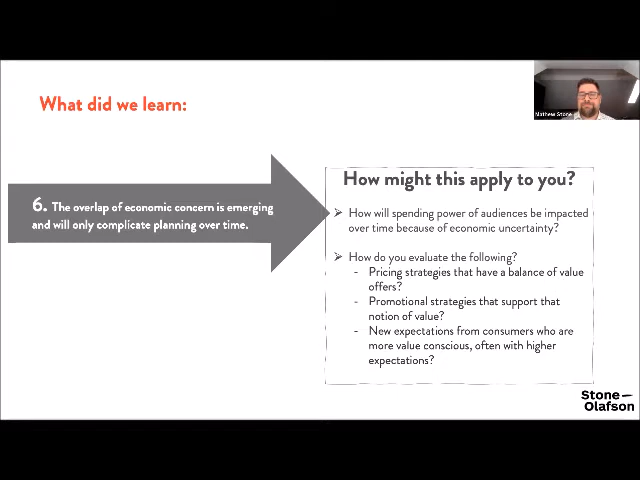 What did we learn:
Mathew Stone
6. The overlap of economic concern is emerging
and will only complicate planning over time.
How might this apply to you?
➢ How will spending power of audiences be impacted
over time because of economic uncertainty?
➢ How do you evaluate the following?
- Pricing strategies that have a balance of value
offers?
- Promotional strategies that support that
notion of value?
- New expectations from consumers who are
more value conscious, often with higher
expectations?
Stone—
Olafson